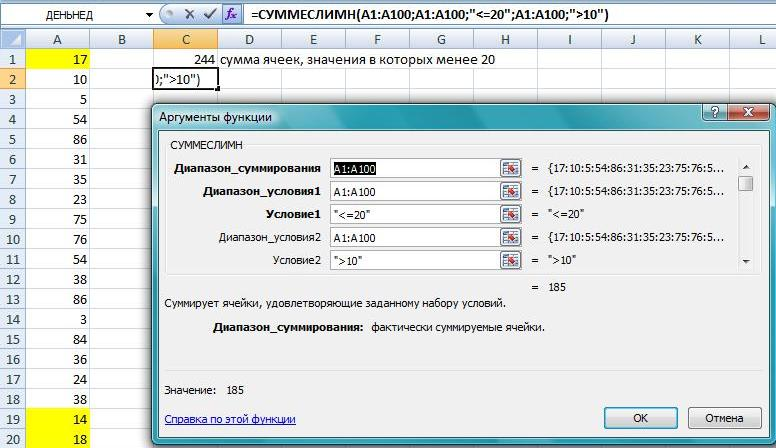 ДЕНЬНЕД fx =СУММЕСЛИМН(A1:A100;A1:A100;"<=20";A1:A100;">10")
A B C D E F G H I J K L
1 17 244 сумма ячеек, значения в которых менее 20
2 10 );">10")
3 5
4 54
5 86
6 31
7 35
8 23
9 75
10 76
11 54
12 38
13 86
14 3
15 84
16 36
17 24
18 38
19 14
20 18
Аргументы функции
СУММЕСЛИМН
Диапазон_суммирования A1:A100 = {17:10:5:54:86:31:35:23:75:76:5...
Диапазон_условия1 A1:A100 = {17:10:5:54:86:31:35:23:75:76:5...
Условие1 "<=20" = "<=20"
Диапазон_условия2 A1:A100 = {17:10:5:54:86:31:35:23:75:76:5...
Условие2 ">10" = ">10"
= 185
Суммирует ячейки, удовлетворяющие заданному набору условий.
Диапазон_суммирования: фактически суммируемые ячейки.
Значение: 185
Справка по этой функции
OK Отмена